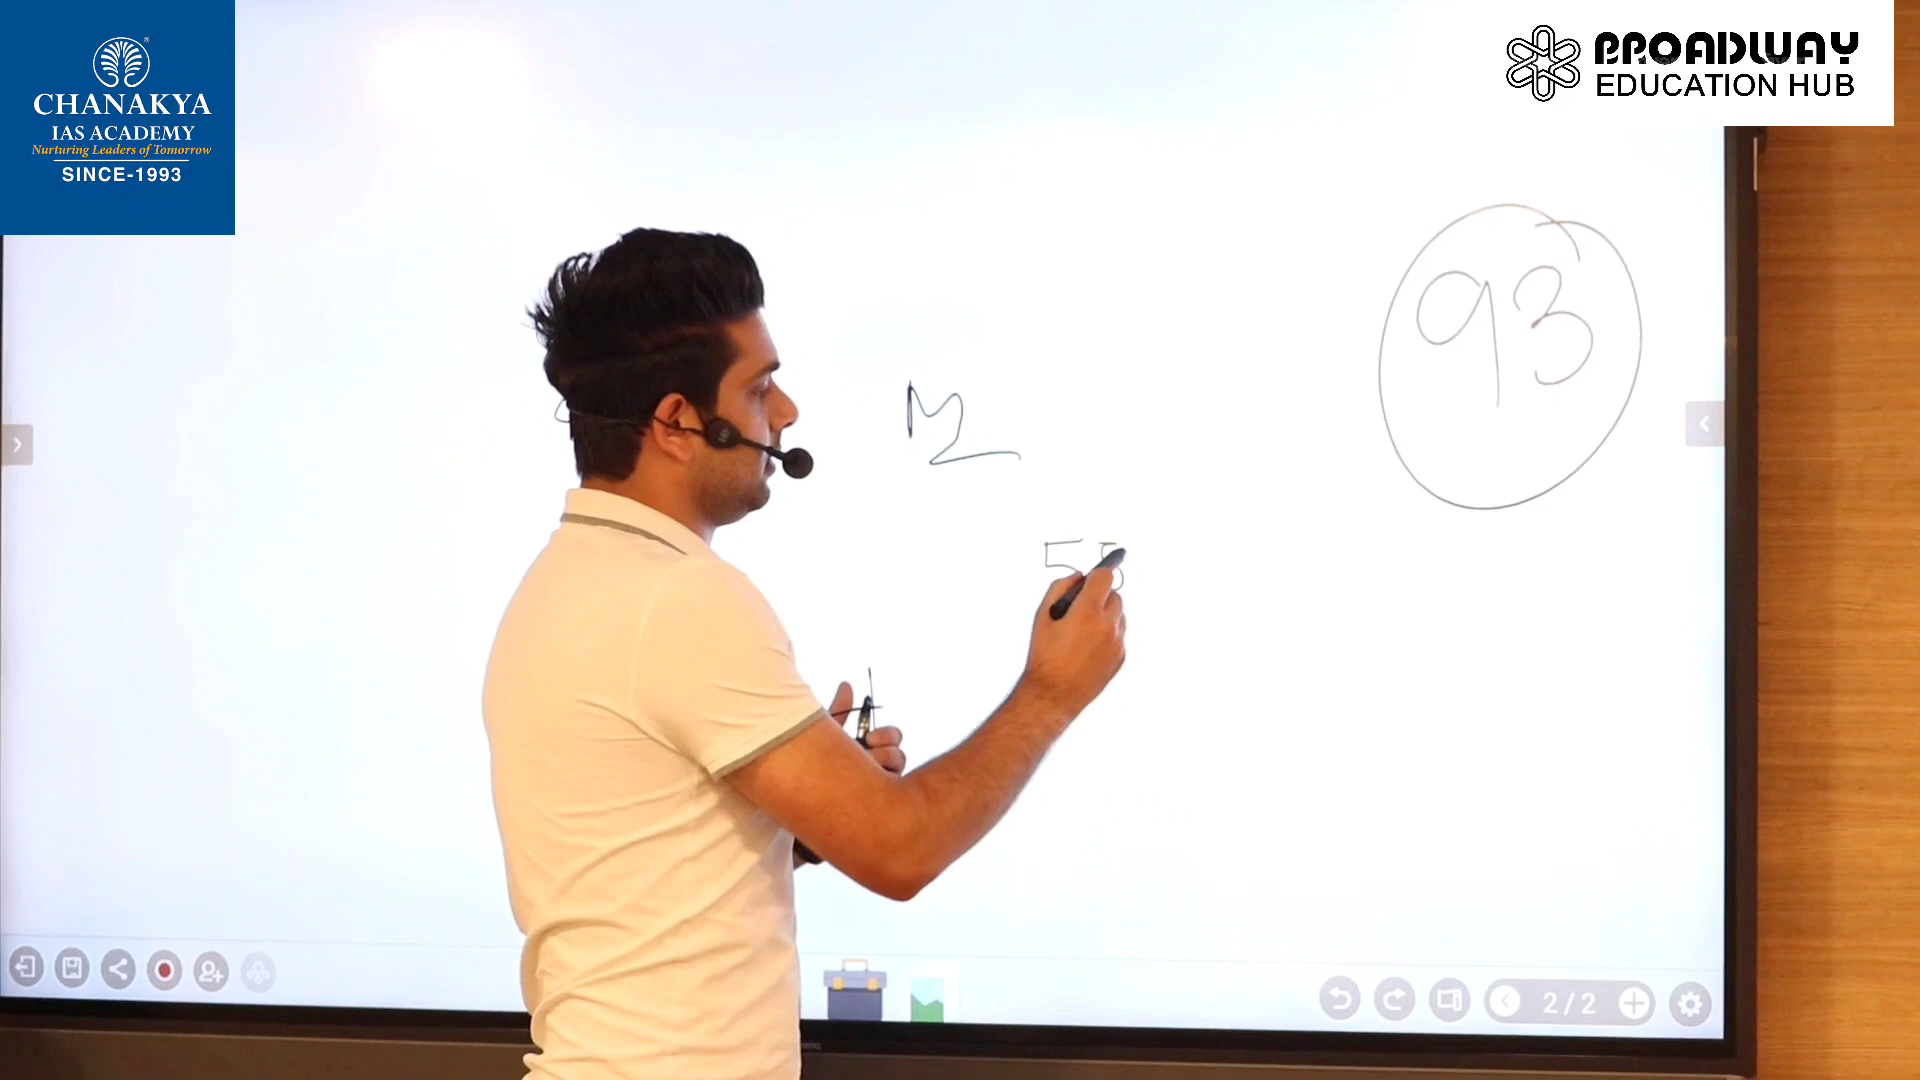 CHANAKYA
IAS ACADEMY
Nurturing Leaders of Tomorrow
SINCE-1993
BROADWAY
EDUCATION HUB
93
M
2/2